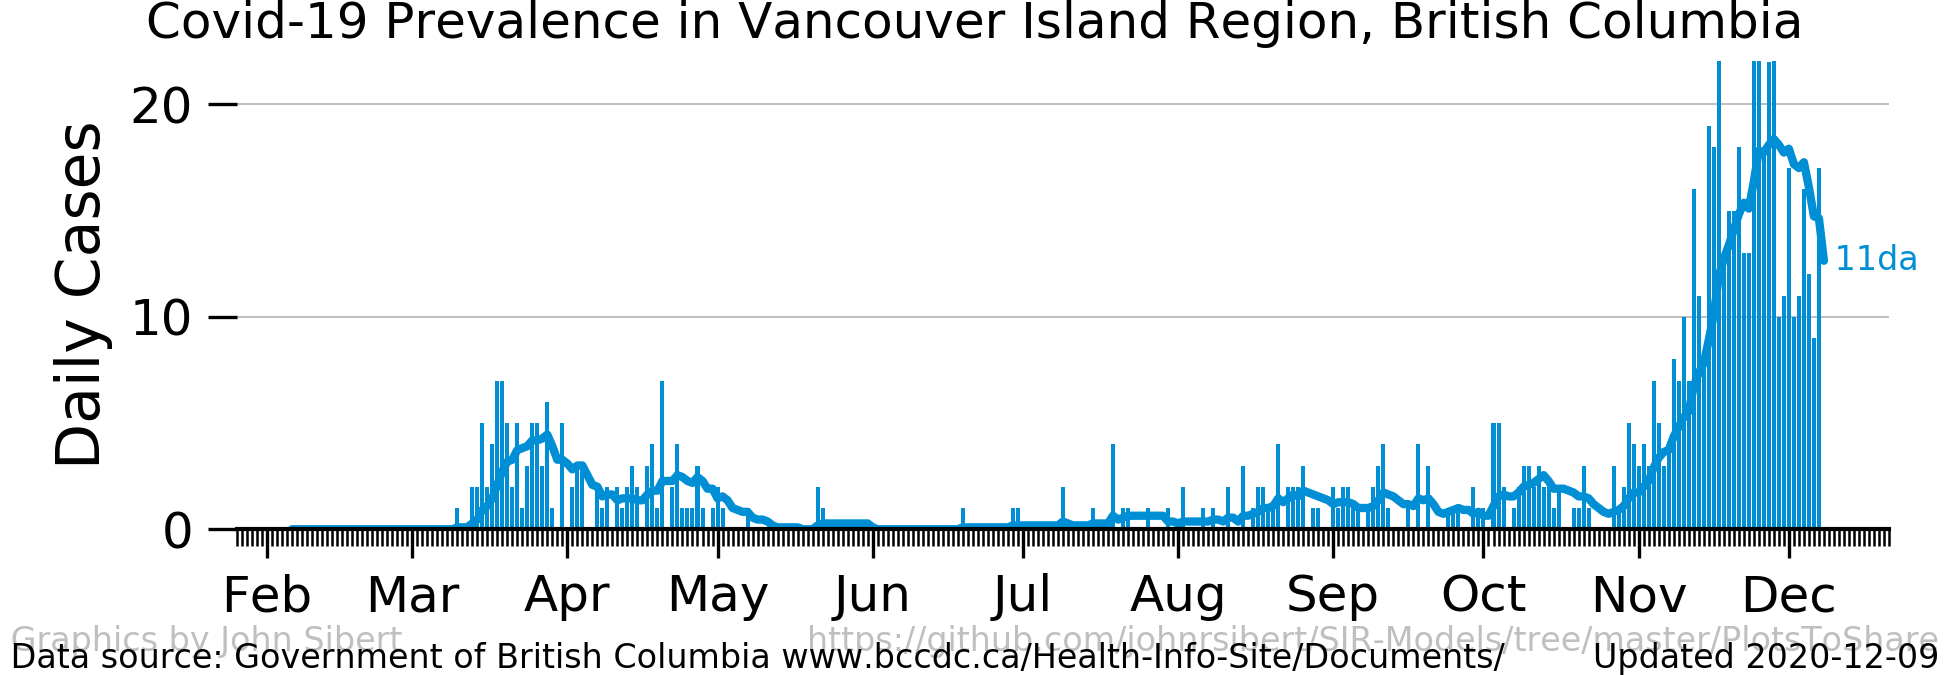 Covid-19 Prevalence in Vancouver Island Region, British Columbia
Daily Cases
20
10
0
11da
Feb Mar Apr May Jun Jul Aug Sep Oct Nov Dec
Graphics by John Sibert https://github.com/johnrsibert/SIR-Models/tree/master/PlotsToShare
Data source: Government of British Columbia www.bccdc.ca/Health-Info-Site/Documents/ Updated 2020-12-09